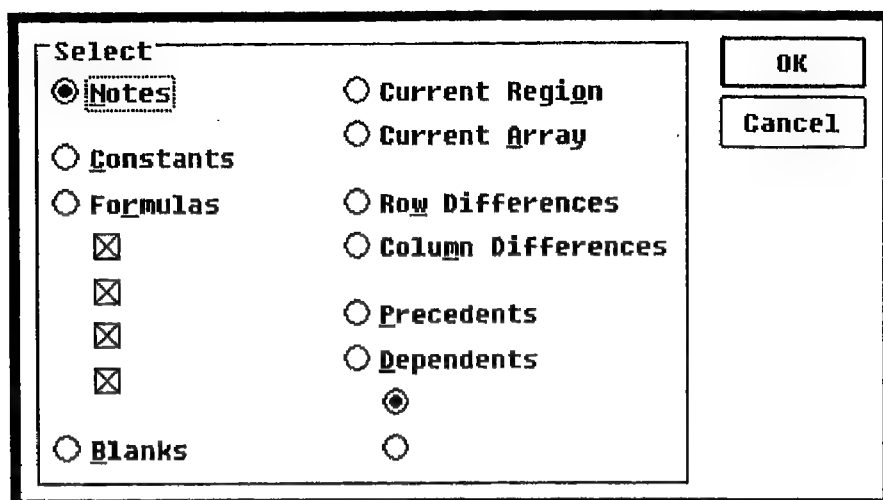 Select
Notes
Constants
Formulas
Blanks
Current Region
Current Array
Row Differences
Column Differences
Precedents
Dependents
OK
Cancel